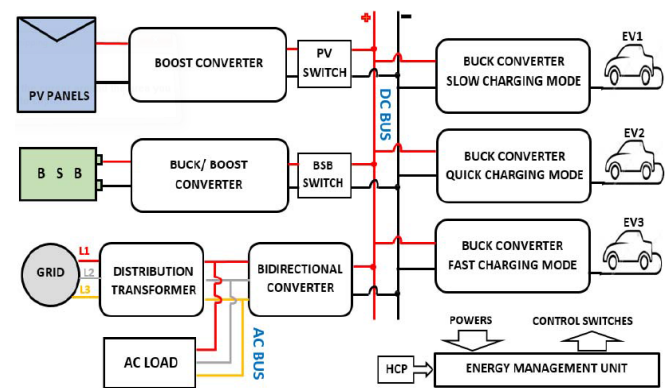 +
−
PV PANELS
BOOST CONVERTER
PV
SWITCH
DC BUS
BUCK CONVERTER
SLOW CHARGING MODE
EV1
B S B
BUCK/ BOOST
CONVERTER
BSB
SWITCH
BUCK CONVERTER
QUICK CHARGING MODE
EV2
GRID
L1
L2
L3
DISTRIBUTION
TRANSFORMER
BIDIRECTIONAL
CONVERTER
BUCK CONVERTER
FAST CHARGING MODE
EV3
AC LOAD
AC BUS
POWERS
CONTROL SWITCHES
HCP
ENERGY MANAGEMENT UNIT